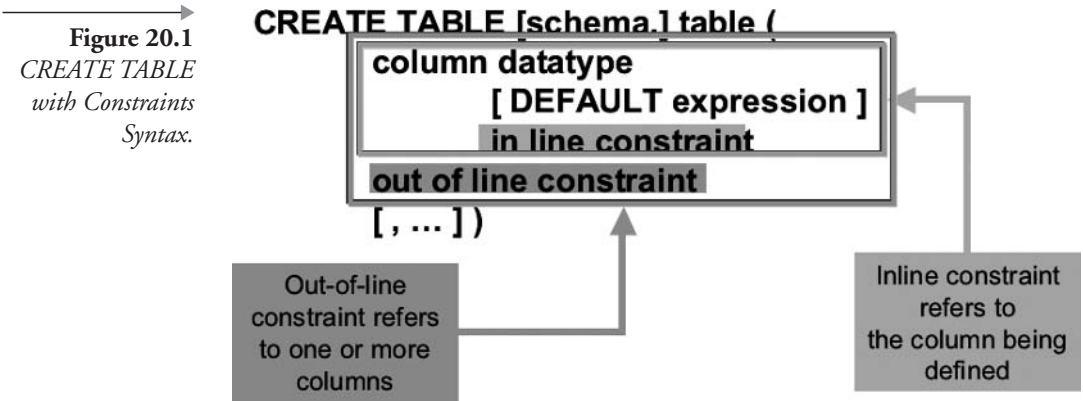 Figure 20.1
CREATE TABLE
with Constraints
Syntax.
CREATE TABLE [schema.] table (
column datatype
[ DEFAULT expression ]
in line constraint
out of line constraint
[ , ... ] )
Out-of-line
constraint refers
to one or more
columns
Inline constraint
refers to
the column being
defined